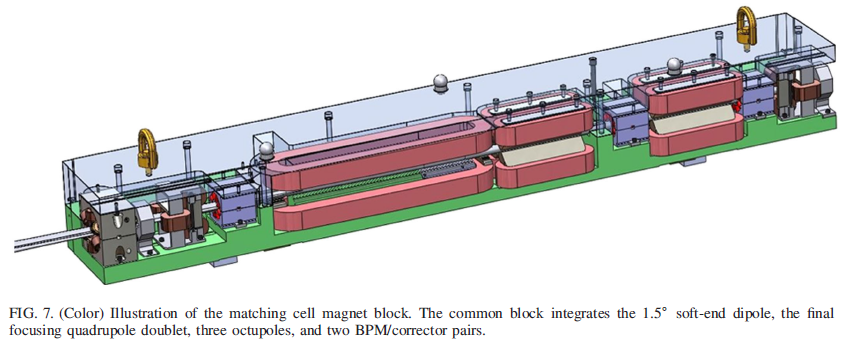 FIG. 7. (Color) Illustration of the matching cell magnet block. The common block integrates the 1.5° soft-end dipole, the final
focusing quadrupole doublet, three octupoles, and two BPM/corrector pairs.